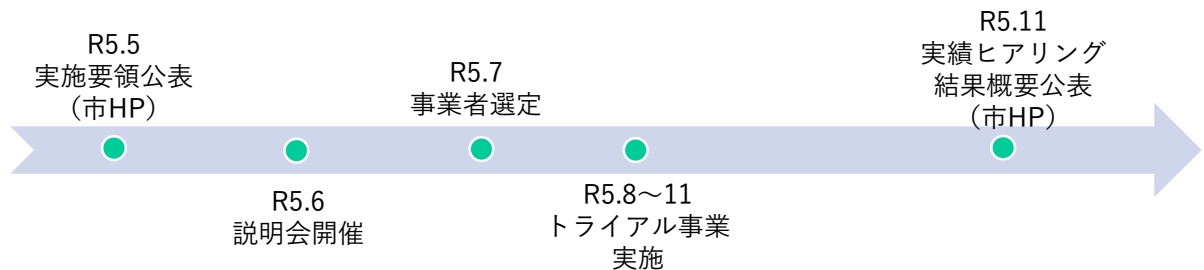 R5.5
実施要領公表
（市HP）
R5.6
説明会開催
R5.7
事業者選定
R5.8～11
トライアル事業
実施
R5.11
実績ヒアリング
結果概要公表
（市HP）